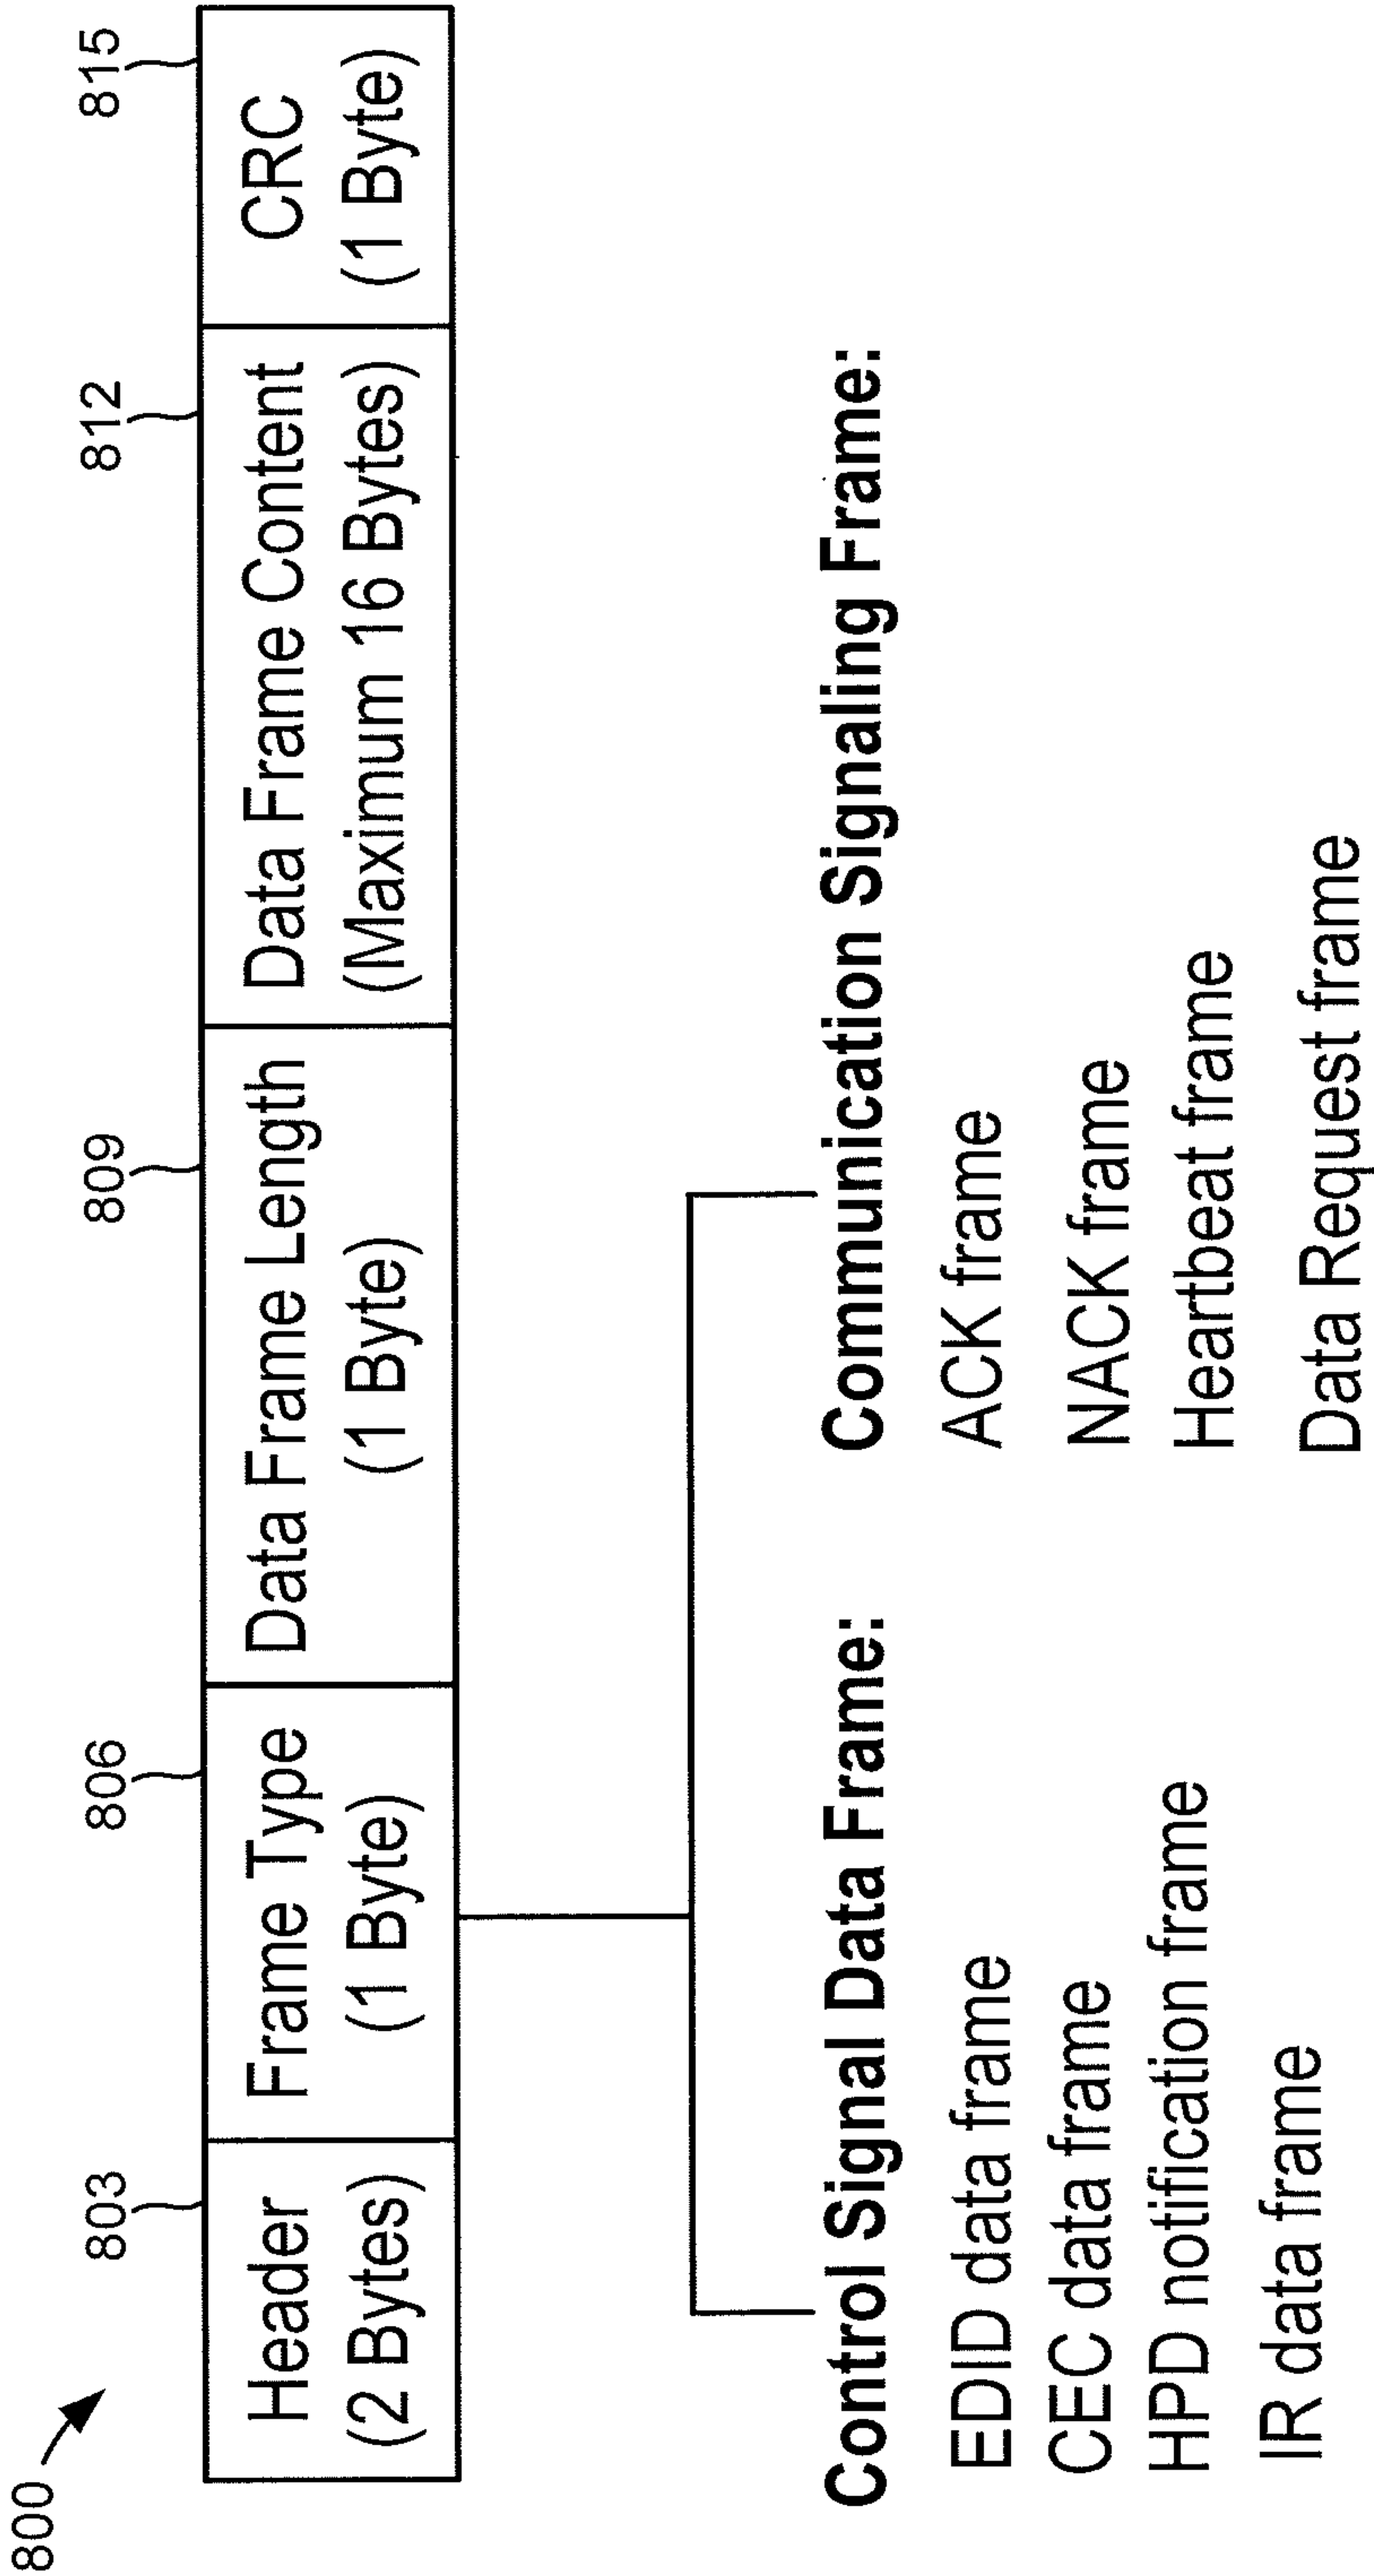 800
803
806
809
812
815
Header
(2 Bytes)
Frame Type
(1 Byte)
Data Frame Length
(1 Byte)
Data Frame Content
(Maximum 16 Bytes)
CRC
(1 Byte)
Control Signal Data Frame:
EDID data frame
CEC data frame
HPD notification frame
IR data frame
Communication Signaling Frame:
ACK frame
NACK frame
Heartbeat frame
Data Request frame